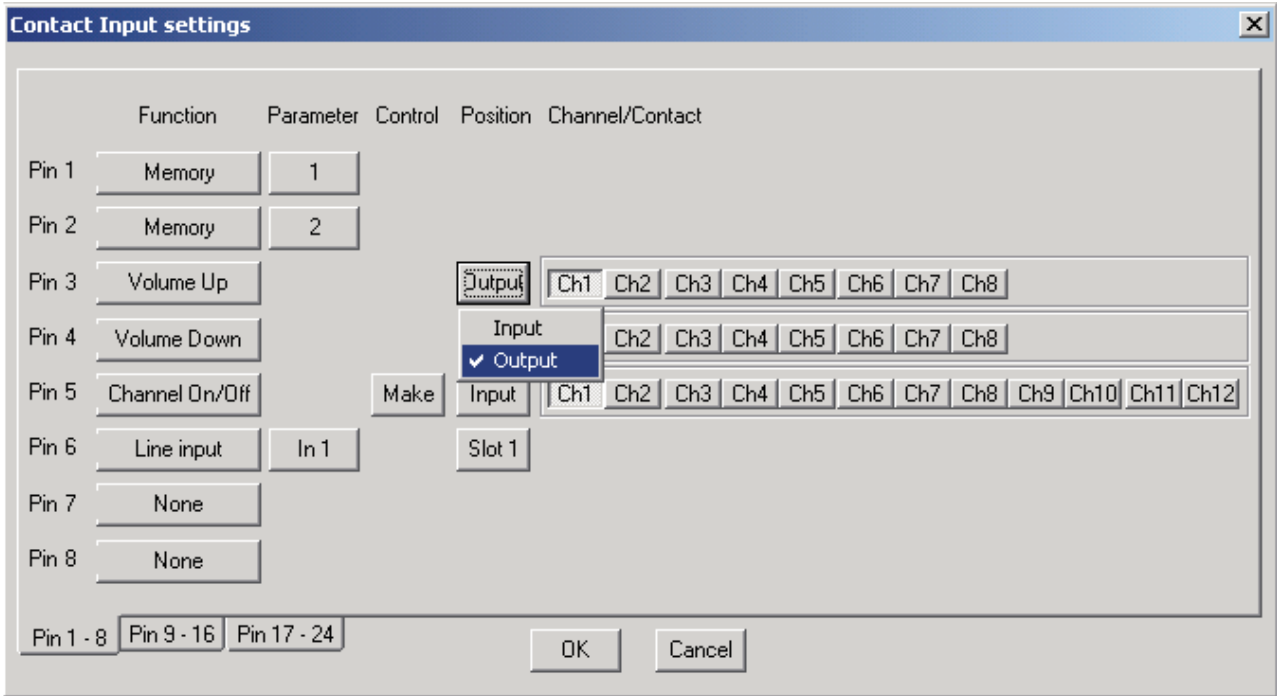 Contact Input settings
Function Parameter Control Position Channel/Contact
Pin 1 Memory 1
Pin 2 Memory 2
Pin 3 Volume Up Output Ch1 Ch2 Ch3 Ch4 Ch5 Ch6 Ch7 Ch8
Input
Pin 4 Volume Down Ch2 Ch3 Ch4 Ch5 Ch6 Ch7 Ch8
Output
Pin 5 Channel On/Off Make Input Ch1 Ch2 Ch3 Ch4 Ch5 Ch6 Ch7 Ch8 Ch9 Ch10 Ch11 Ch12
Pin 6 Line input In 1 Slot 1
Pin 7 None
Pin 8 None
Pin 1 - 8 Pin 9 - 16 Pin 17 - 24
OK Cancel